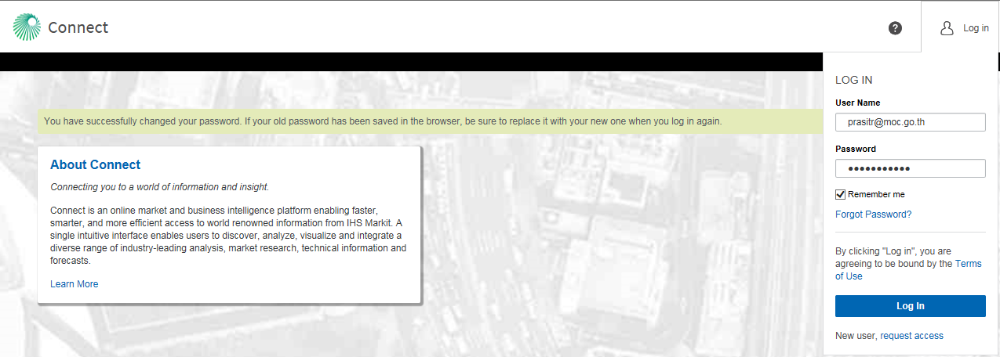 Connect
?
Log in
LOG IN
User Name
prasitr@moc.go.th
Password
Remember me
Forgot Password?
By clicking "Log in", you are
agreeing to be bound by the Terms
of Use
Log In
New user, request access
You have successfully changed your password. If your old password has been saved in the browser, be sure to replace it with your new one when you log in again.
About Connect
Connecting you to a world of information and insight.
Connect is an online market and business intelligence platform enabling faster,
smarter, and more efficient access to world renowned information from IHS Markit. A
single intuitive interface enables users to discover, analyze, visualize and integrate a
diverse range of industry-leading analysis, market research, technical information and
forecasts.
Learn More